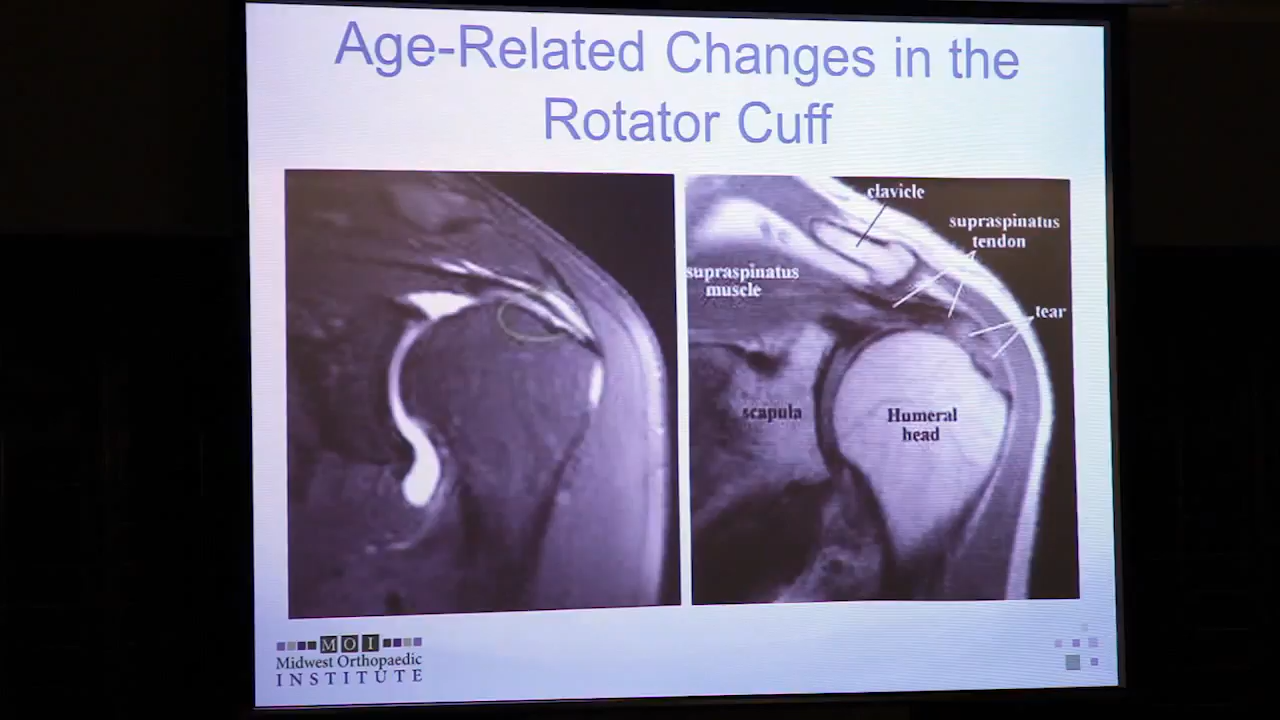 Age-Related Changes in the
Rotator Cuff
clavicle
supraspinatus
tendon
supraspinatus
muscle
tear
scapula
Humeral
head
MOI
Midwest Orthopaedic
INSTITUTE